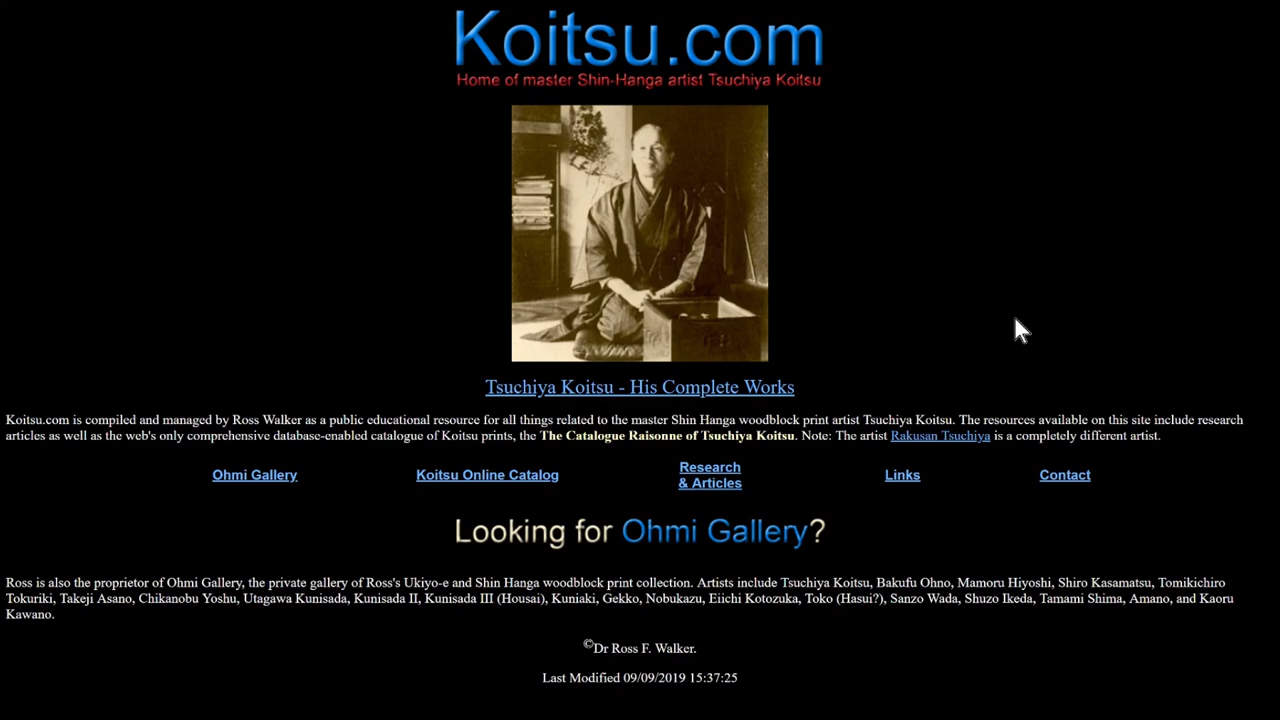 Koitsu.com
Home of master Shin-Hanga artist Tsuchiya Koitsu
Tsuchiya Koitsu - His Complete Works
Koitsu.com is compiled and managed by Ross Walker as a public educational resource for all things related to the master Shin Hanga woodblock print artist Tsuchiya Koitsu. The resources available on this site include research
articles as well as the web's only comprehensive database-enabled catalogue of Koitsu prints, the The Catalogue Raisonne of Tsuchiya Koitsu. Note: The artist Rakusan Tsuchiya is a completely different artist.
Ohmi Gallery
Koitsu Online Catalog
Research
& Articles
Links
Contact
Looking for Ohmi Gallery?
Ross is also the proprietor of Ohmi Gallery, the private gallery of Ross's Ukiyo-e and Shin Hanga woodblock print collection. Artists include Tsuchiya Koitsu, Bakufu Ohno, Mamoru Hiyoshi, Shiro Kasamatsu, Tomikichiro
Tokuriki, Takeji Asano, Chikanobu Yoshu, Utagawa Kunisada, Kunisada II, Kunisada III (Housai), Kuniaki, Gekko, Nobukazu, Eiichi Kotozuka, Toko (Hasui?), Sanzo Wada, Shuzo Ikeda, Tamami Shima, Amano, and Kaoru
Kawano.
©Dr Ross F. Walker.
Last Modified 09/09/2019 15:37:25